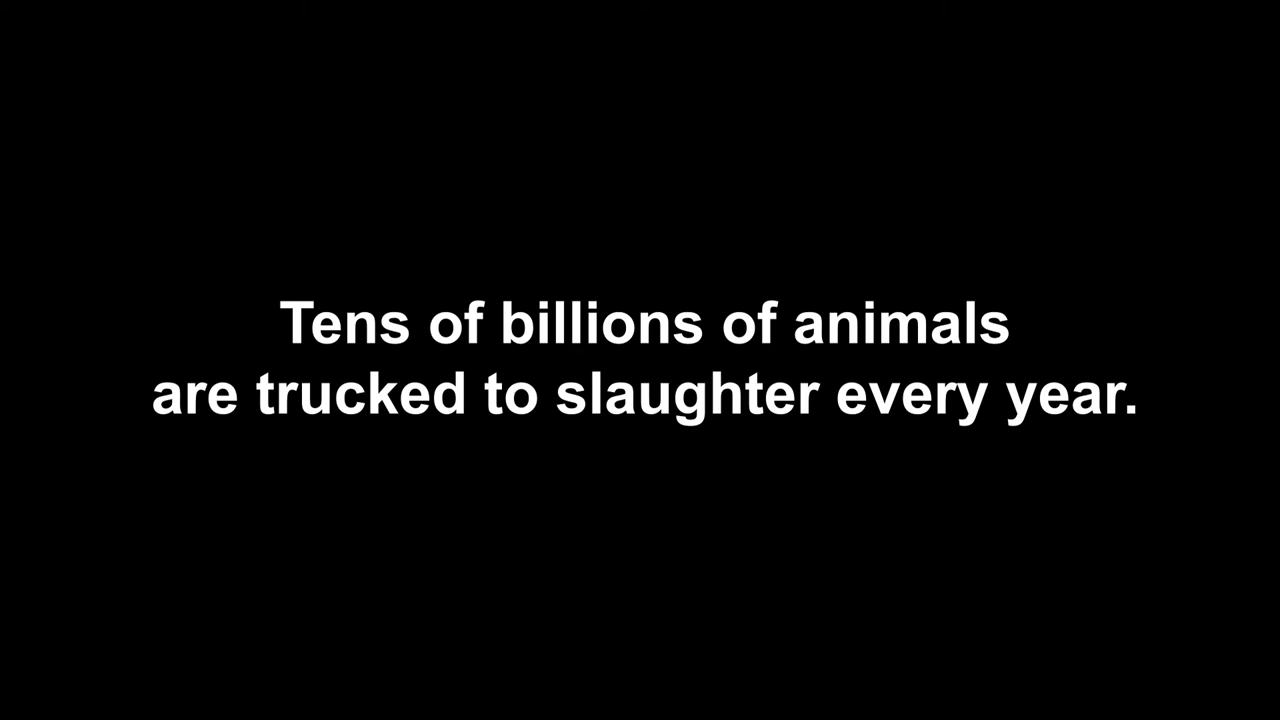 Tens of billions of animals
are trucked to slaughter every year.